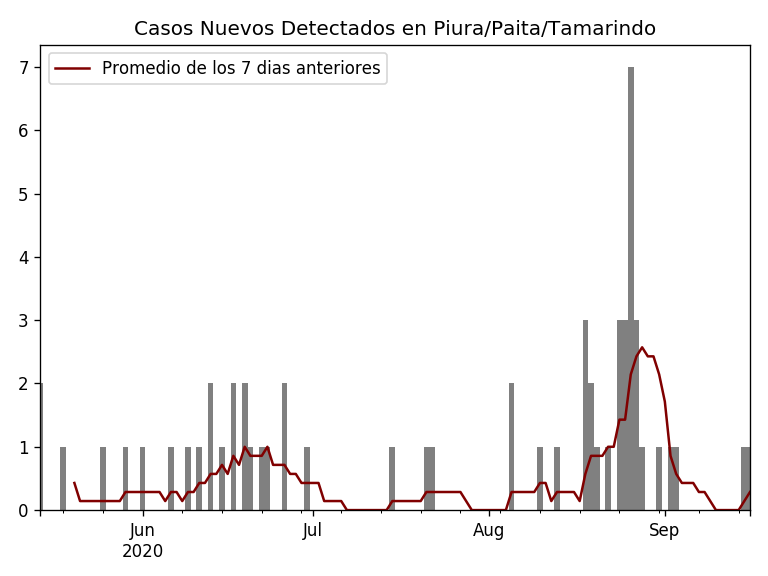 Casos Nuevos Detectados en Piura/Paita/Tamarindo
Promedio de los 7 dias anteriores
7
6
5
4
3
2
1
0
Jun
2020
Jul
Aug
Sep